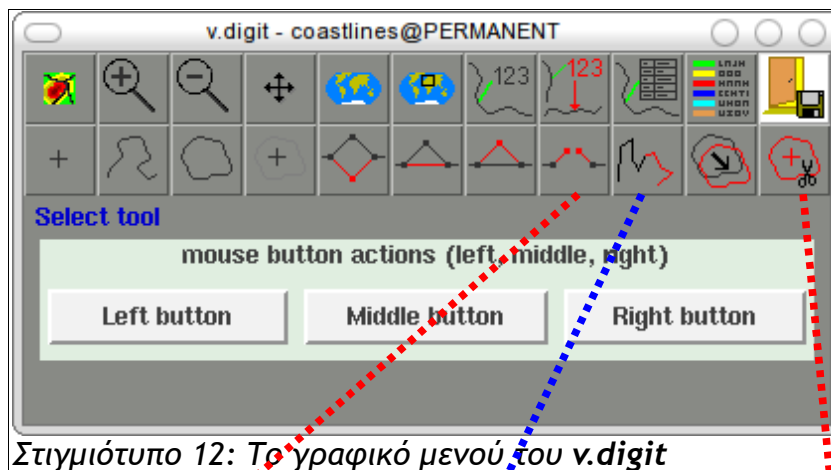 v.digit - coastlines@PERMANENT
123 123
Select tool
mouse button actions (left, middle, right)
Left button Middle button Right button
Στιγμιότυπο 12: Το γραφικό μενού του v.digit